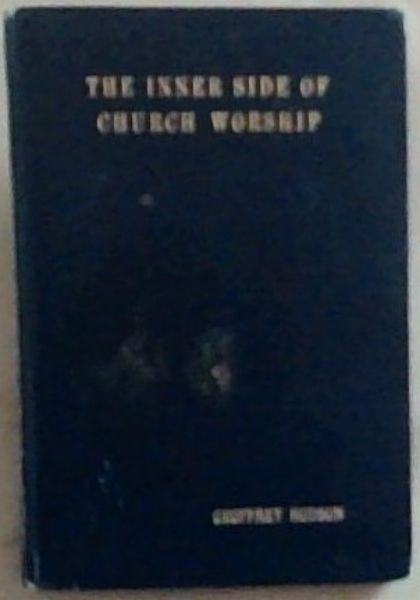 THE INNER SIDE OF
CHURCH WORSHIP
GEOFFREY HODSON